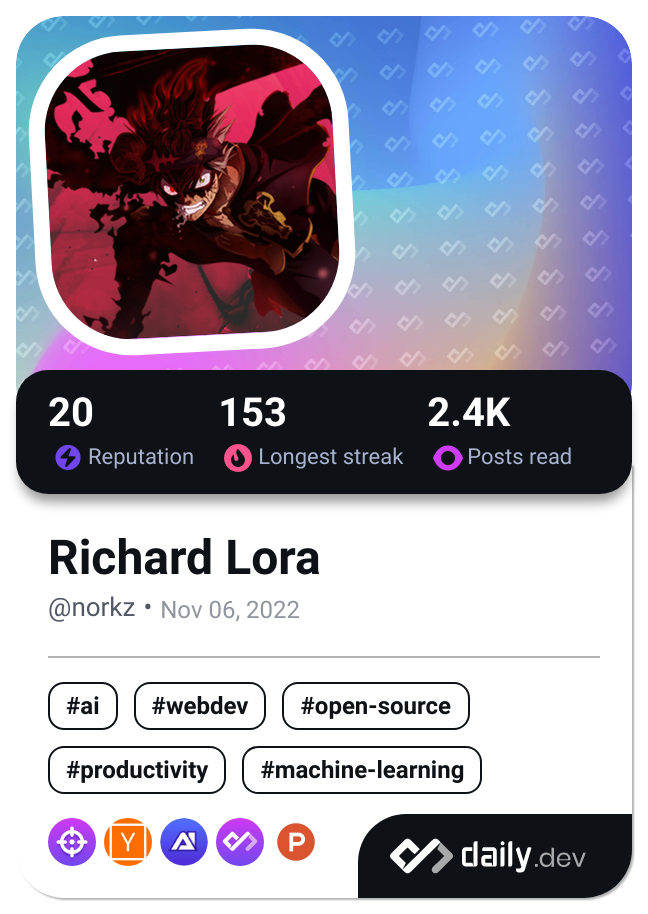 20 153 2.4K
Reputation Longest streak Posts read
Richard Lora
@norkz • Nov 06, 2022
#ai #webdev #open-source
#productivity #machine-learning
Y AI P
daily.dev